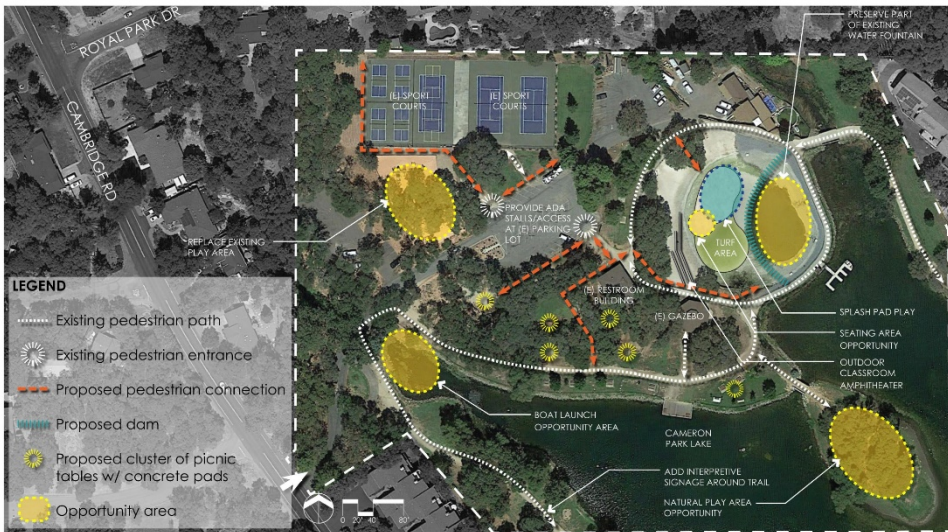 ROYAL PARK DR
CAMBRIDGE RD
PRESERVE PART
OF EXISTING
WATER FOUNTAIN
(E) SPORT
COURTS
(E) SPORT
COURTS
PROVIDE ADA
STALLS/ACCESS
AT (E) PARKING
LOT
REPLACE EXISTING
PLAY AREA
TURF
AREA
(E) RESTROOM
BUILDING
(E) GAZEBO
SPLASH PAD PLAY
SEATING AREA
OPPORTUNITY
OUTDOOR
CLASSROOM
AMPHITHEATER
BOAT LAUNCH
OPPORTUNITY AREA
CAMERON
PARK LAKE
ADD INTERPRETIVE
SIGNAGE AROUND TRAIL
NATURAL PLAY AREA
OPPORTUNITY
LEGEND
Existing pedestrian path
Existing pedestrian entrance
Proposed pedestrian connection
Proposed dam
Proposed cluster of picnic
tables w/ concrete pads
Opportunity area
0 20' 40' 80'